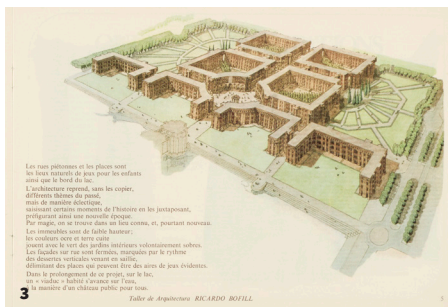 Les rues piétonnes et les places sont
les lieux naturels de jeux pour les enfants
ainsi que le bord du lac.
L'architecture reprend, sans les copier,
différents thèmes du passé,
mais de manière éclectique,
saisissant certains moments de l'histoire en les juxtaposant,
préfigurant ainsi une nouvelle époque.
Par magie, on se trouve dans un lieu connu, et, pourtant nouveau.
Les immeubles sont de faible hauteur;
les couleurs ocre et terre cuite
jouent avec le vert des jardins intérieurs volontairement sobres.
Les façades sur rue sont fermées, marquées par le rythme
des dessertes verticales venant en saillie,
délimitant des places qui peuvent être des aires de jeux évidentes.
Dans le prolongement de ce projet, sur le lac,
un « viaduc » habité s'avance sur l'eau,
la manière d'un château public pour tous.
3
Taller de Arquitectura RICARDO BOFILL